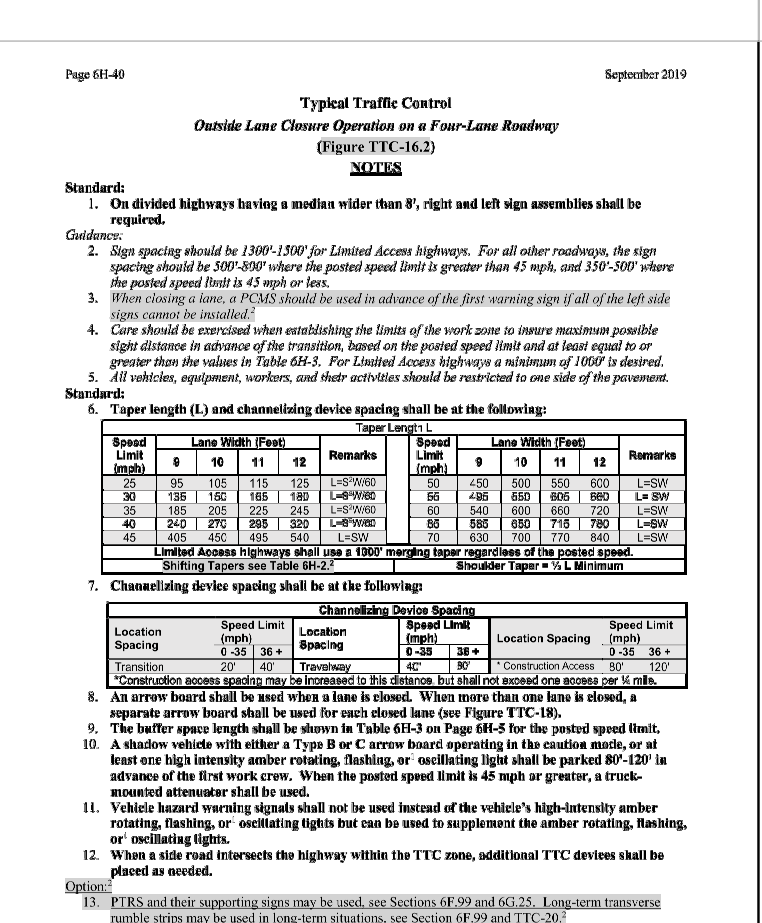 Page 6H-40 September 2019
Typical Traffic Control
Outside Lane Closure Operation on a Four-Lane Roadway
(Figure TTC-16.2)
NOTES
Standard:
1. On divided highways having a median wider than 8', right and left sign assemblies shall be
required.
Guidance:
2. Sign spacing should be 1300'-1500' for Limited Access highways. For all other roadways, the sign
spacing should be 500'-800' where the posted speed limit is greater than 45 mph, and 350'-500' where
the posted speed limit is 45 mph or less.
3. When closing a lane, a PCMS should be used in advance of the first warning sign if all of the left side
signs cannot be installed.²
4. Care should be exercised when establishing the limits of the work zone to insure maximum possible
sight distance in advance of the transition, based on the posted speed limit and at least equal to or
greater than the values in Table 6H-3. For Limited Access highways a minimum of 1000' is desired.
5. All vehicles, equipment, workers, and their activities should be restricted to one side of the pavement.
Standard:
6. Taper length (L) and channelizing device spacing shall be at the following:
Taper Length L
Speed Limit (mph) Lane Width (Feet) Remarks Speed Limit (mph) Lane Width (Feet) Remarks
9 10 11 12 9 10 11 12
25 95 105 115 125 L=S²W/60 50 450 500 550 600 L=SW
30 135 150 165 180 L=S²W/60 55 495 550 605 660 L= SW
35 185 205 225 245 L=S²W/60 60 540 600 660 720 L=SW
40 240 270 295 320 L=S²W/60 65 585 650 715 780 L=SW
45 405 450 495 540 L=SW 70 630 700 770 840 L=SW
Limited Access highways shall use a 1000' merging taper regardless of the posted speed.
Shifting Tapers see Table 6H-2.² Shoulder Taper = ⅓ L Minimum
7. Channelizing device spacing shall be at the following:
Channelizing Device Spacing
Location Spacing Speed Limit (mph) Location Spacing Speed Limit (mph) Location Spacing Speed Limit (mph)
0 -35 36 + 0 -35 36 + 0 -35 36 +
Transition 20' 40' Travelway 40' 80' * Construction Access 80' 120'
*Construction access spacing may be increased to this distance, but shall not exceed one access per ¼ mile.
8. An arrow board shall be used when a lane is closed. When more than one lane is closed, a
separate arrow board shall be used for each closed lane (see Figure TTC-18).
9. The buffer space length shall be shown in Table 6H-3 on Page 6H-5 for the posted speed limit.
10. A shadow vehicle with either a Type B or C arrow board operating in the caution mode, or at
least one high intensity amber rotating, flashing, or¹ oscillating light shall be parked 80'-120' in
advance of the first work crew. When the posted speed limit is 45 mph or greater, a truck-
mounted attenuator shall be used.
11. Vehicle hazard warning signals shall not be used instead of the vehicle's high-intensity amber
rotating, flashing, or¹ oscillating lights but can be used to supplement the amber rotating, flashing,
or¹ oscillating lights.
12. When a side road intersects the highway within the TTC zone, additional TTC devices shall be
placed as needed.
Option:²
13. PTRS and their supporting signs may be used, see Sections 6F.99 and 6G.25. Long-term transverse
rumble strips may be used in long-term situations, see Section 6F.99 and TTC-20.²